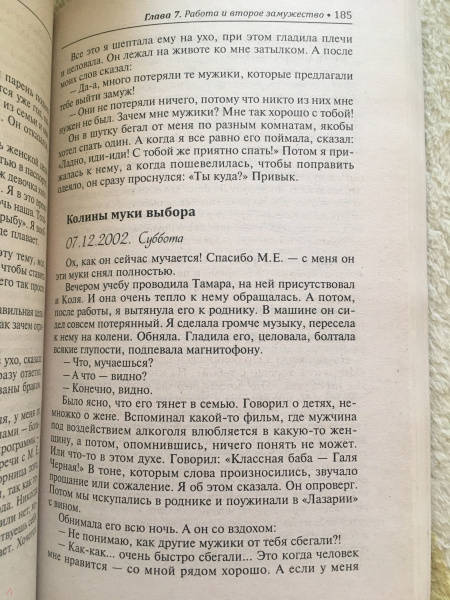 Глава 7. Работа и второе замужество • 185
Все это я шептала ему на ухо, при этом гладила плечи
и целовала. Он лежал на животе ко мне затылком. А после
моих слов сказал:
– Да-а, много потеряли те мужики, которые предлагали
тебе выйти замуж!
– Они не потеряли ничего, потому что никто из них мне
нужен не был. Зачем мне мужики? Мне так хорошо с тобой!
Он в шутку бегал от меня по разным комнатам, якобы
хотел спать один. А когда я все равно его поймала, сказал:
«Ладно, иди-иди! С тобой же приятно спать!» Потом я при-
жалась к нему, а когда пошевелилась, чтобы поправить
одеяло, он сразу проснулся: «Ты куда?» Привык.
Колины муки выбора
07.12.2002. Суббота
Ох, как он сейчас мучается! Спасибо М.Е. – с меня он
эти муки снял полностью.
Вечером учебу проводила Тамара, на ней присутствовал
и Коля. И она очень тепло к нему обращалась. А потом,
после работы, я вытянула его к роднику. В машине он си-
дел совсем потерянный. Я сделала громче музыку, пересела
к нему на колени. Обняла. Гладила его, целовала, болтала
всякие глупости, подпевала магнитофону.
– Что, мучаешься?
– А что – видно?
– Конечно, видно.
Было ясно, что его тянет в семью. Говорил о детях, не-
множко о жене. Вспоминал какой-то фильм, где мужчина
под воздействием алкоголя влюбляется в какую-то жен-
щину, а потом, опомнившись, ничего понять не может.
Или что-то в этом духе. Говорил: «Классная баба – Галя
Черная!» В тоне, которым слова произносились, звучало
прощание или сожаление. Я об этом сказала. Он опроверг.
Потом мы искупались в роднике и поужинали в «Лазарии»
с вином.
Обнимала его всю ночь. А он со вздохом:
– Не понимаю, как другие мужики от тебя сбегали?!
– Как-как... очень быстро сбегали... Это когда человек
мне нравится – со мной рядом хорошо. А если у меня